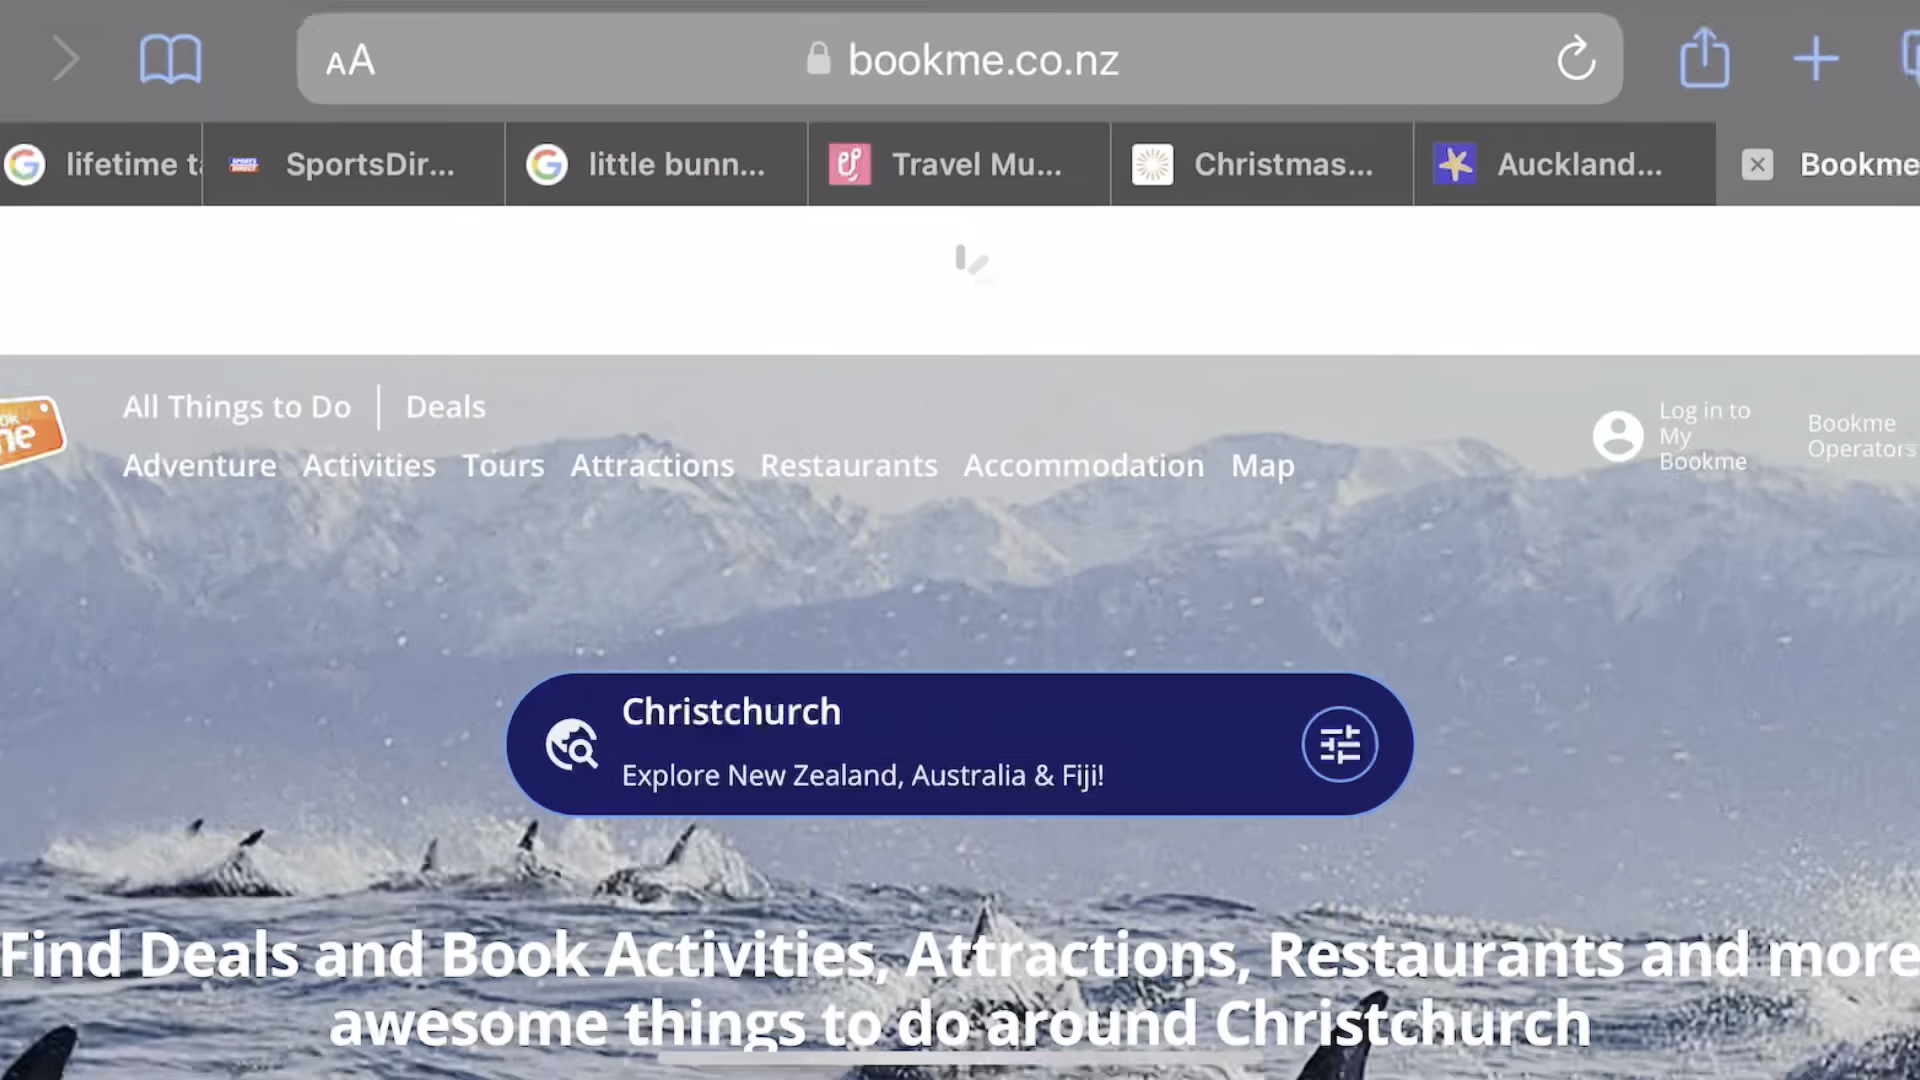 AA bookme.co.nz
lifetime ta
SportsDir...
little bunn...
Travel Mu...
Christmas...
Auckland...
Bookme
All Things to Do | Deals
Adventure Activities Tours Attractions Restaurants Accommodation Map
Log in to
My
Bookme
Bookme
Operators
Christchurch
Explore New Zealand, Australia & Fiji!
Find Deals and Book Activities, Attractions, Restaurants and more
awesome things to do around Christchurch